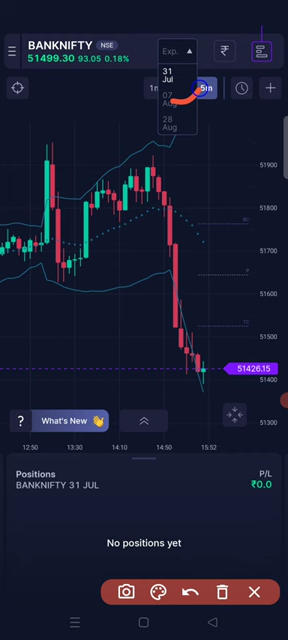 BANKNIFTY NSE
51499.30 93.05 0.18%
Exp.
31
Jul
07
Aug
28
Aug
1m
5m
51900
51800
51700
51600
51500
51426.15
51400
51300
? What's New 👋
12:50 13:30 14:10 14:50 15:52
Positions
P/L
BANKNIFTY 31 JUL
₹0.0
No positions yet